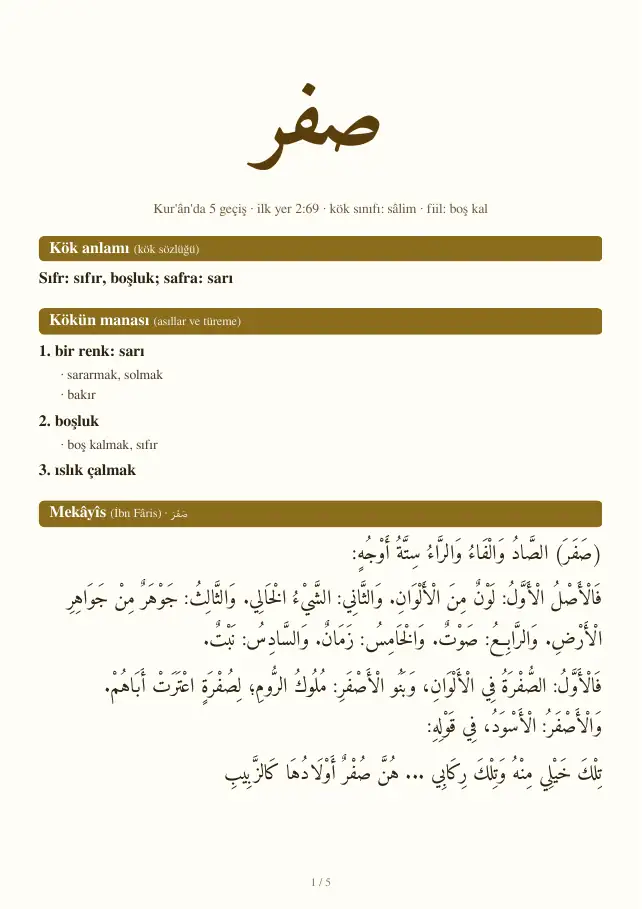 صفر
Kur'ân'da 5 geçiş · ilk yer 2:69 · kök sınıfı: sâlim · fiil: boş kal
Kök anlamı (kök sözlüğü)
Sıfr: sıfır, boşluk; safra: sarı
Kökün manası (asıllar ve türeme)
1. bir renk: sarı
· sararmak, solmak
· bakır
2. boşluk
· boş kalmak, sıfır
3. ıslık çalmak
Mekâyîs (İbn Fâris) · صَفَرَ
(صَفَرَ) الصَّادُ وَالْفَاءُ وَالرَّاءُ سِتَّةُ أَوْجُهٍ:
فَالْأَصْلُ الْأَوَّلُ: لَوْنٌ مِنَ الْأَلْوَانِ. وَالثَّانِي: الشَّيْءُ الْخَالِي. وَالثَّالِثُ: جَوْهَرٌ مِنْ جَوَاهِرِ
الْأَرْضِ. وَالرَّابِعُ: صَوْتٌ. وَالْخَامِسُ: زَمَانٌ. وَالسَّادِسُ: نَبْتٌ.
فَالْأَوَّلُ: الصُّفْرَةُ فِي الْأَلْوَانِ، وَبَنُو الْأَصْفَرِ: مُلُوكُ الرُّومِ؛ لِصُفْرَةٍ اعْتَرَتْ أَبَاهُمْ.
وَالْأَصْفَرُ: الْأَسْوَدُ، فِي قَوْلِهِ:
تِلْكَ خَيْلِي مِنْهُ وَتِلْكَ رِكَابِي ... هُنَّ صُفْرٌ أَوْلَادُهَا كَالزَّبِيبِ
1 / 5